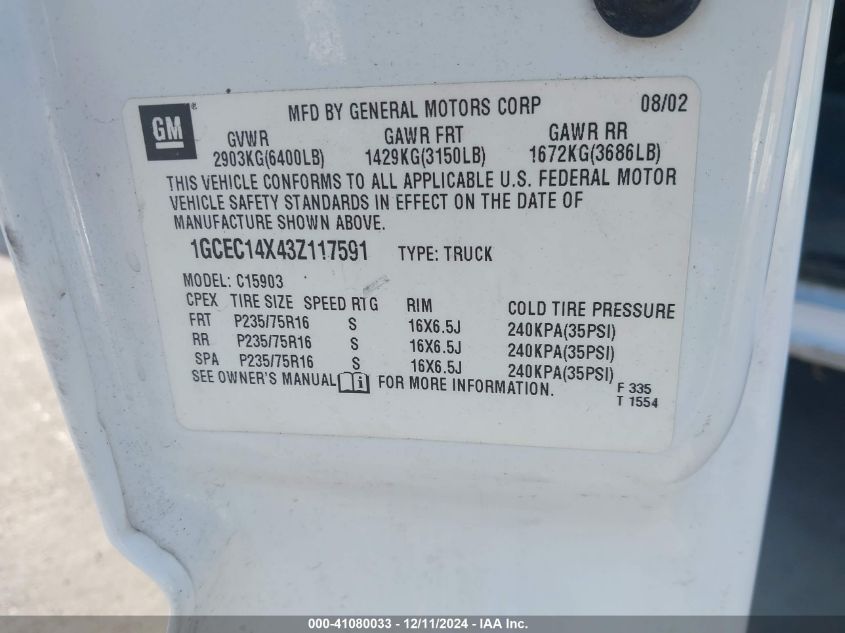 GM ®
MFD BY GENERAL MOTORS CORP 08/02
GVWR GAWR FRT GAWR RR
2903KG(6400LB) 1429KG(3150LB) 1672KG(3686LB)
THIS VEHICLE CONFORMS TO ALL APPLICABLE U.S. FEDERAL MOTOR
VEHICLE SAFETY STANDARDS IN EFFECT ON THE DATE OF
MANUFACTURE SHOWN ABOVE.
1GCEC14X43Z117591 TYPE: TRUCK
MODEL: C15903
CPEX TIRE SIZE SPEED RTG RIM COLD TIRE PRESSURE
FRT P235/75R16 S 16X6.5J 240KPA(35PSI)
RR P235/75R16 S 16X6.5J 240KPA(35PSI)
SPA P235/75R16 S 16X6.5J 240KPA(35PSI)
SEE OWNER'S MANUAL i FOR MORE INFORMATION.
F 335
T 1554
000-41080033 - 12/11/2024 - IAA Inc.